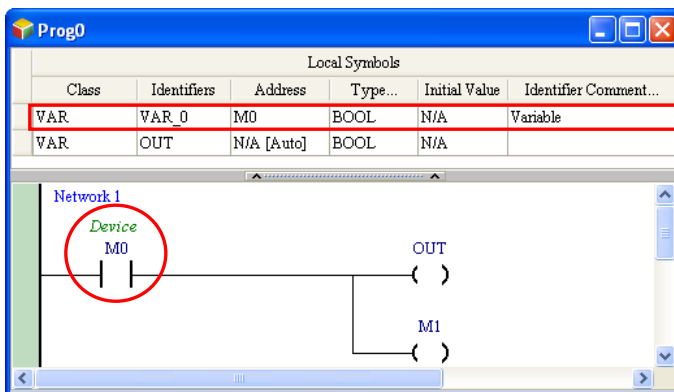 Prog0
Local Symbols
Class Identifiers Address Type... Initial Value Identifier Comment...
VAR VAR_0 M0 BOOL N/A Variable
VAR OUT N/A [Auto] BOOL N/A
Network 1
Device
M0 OUT
M1